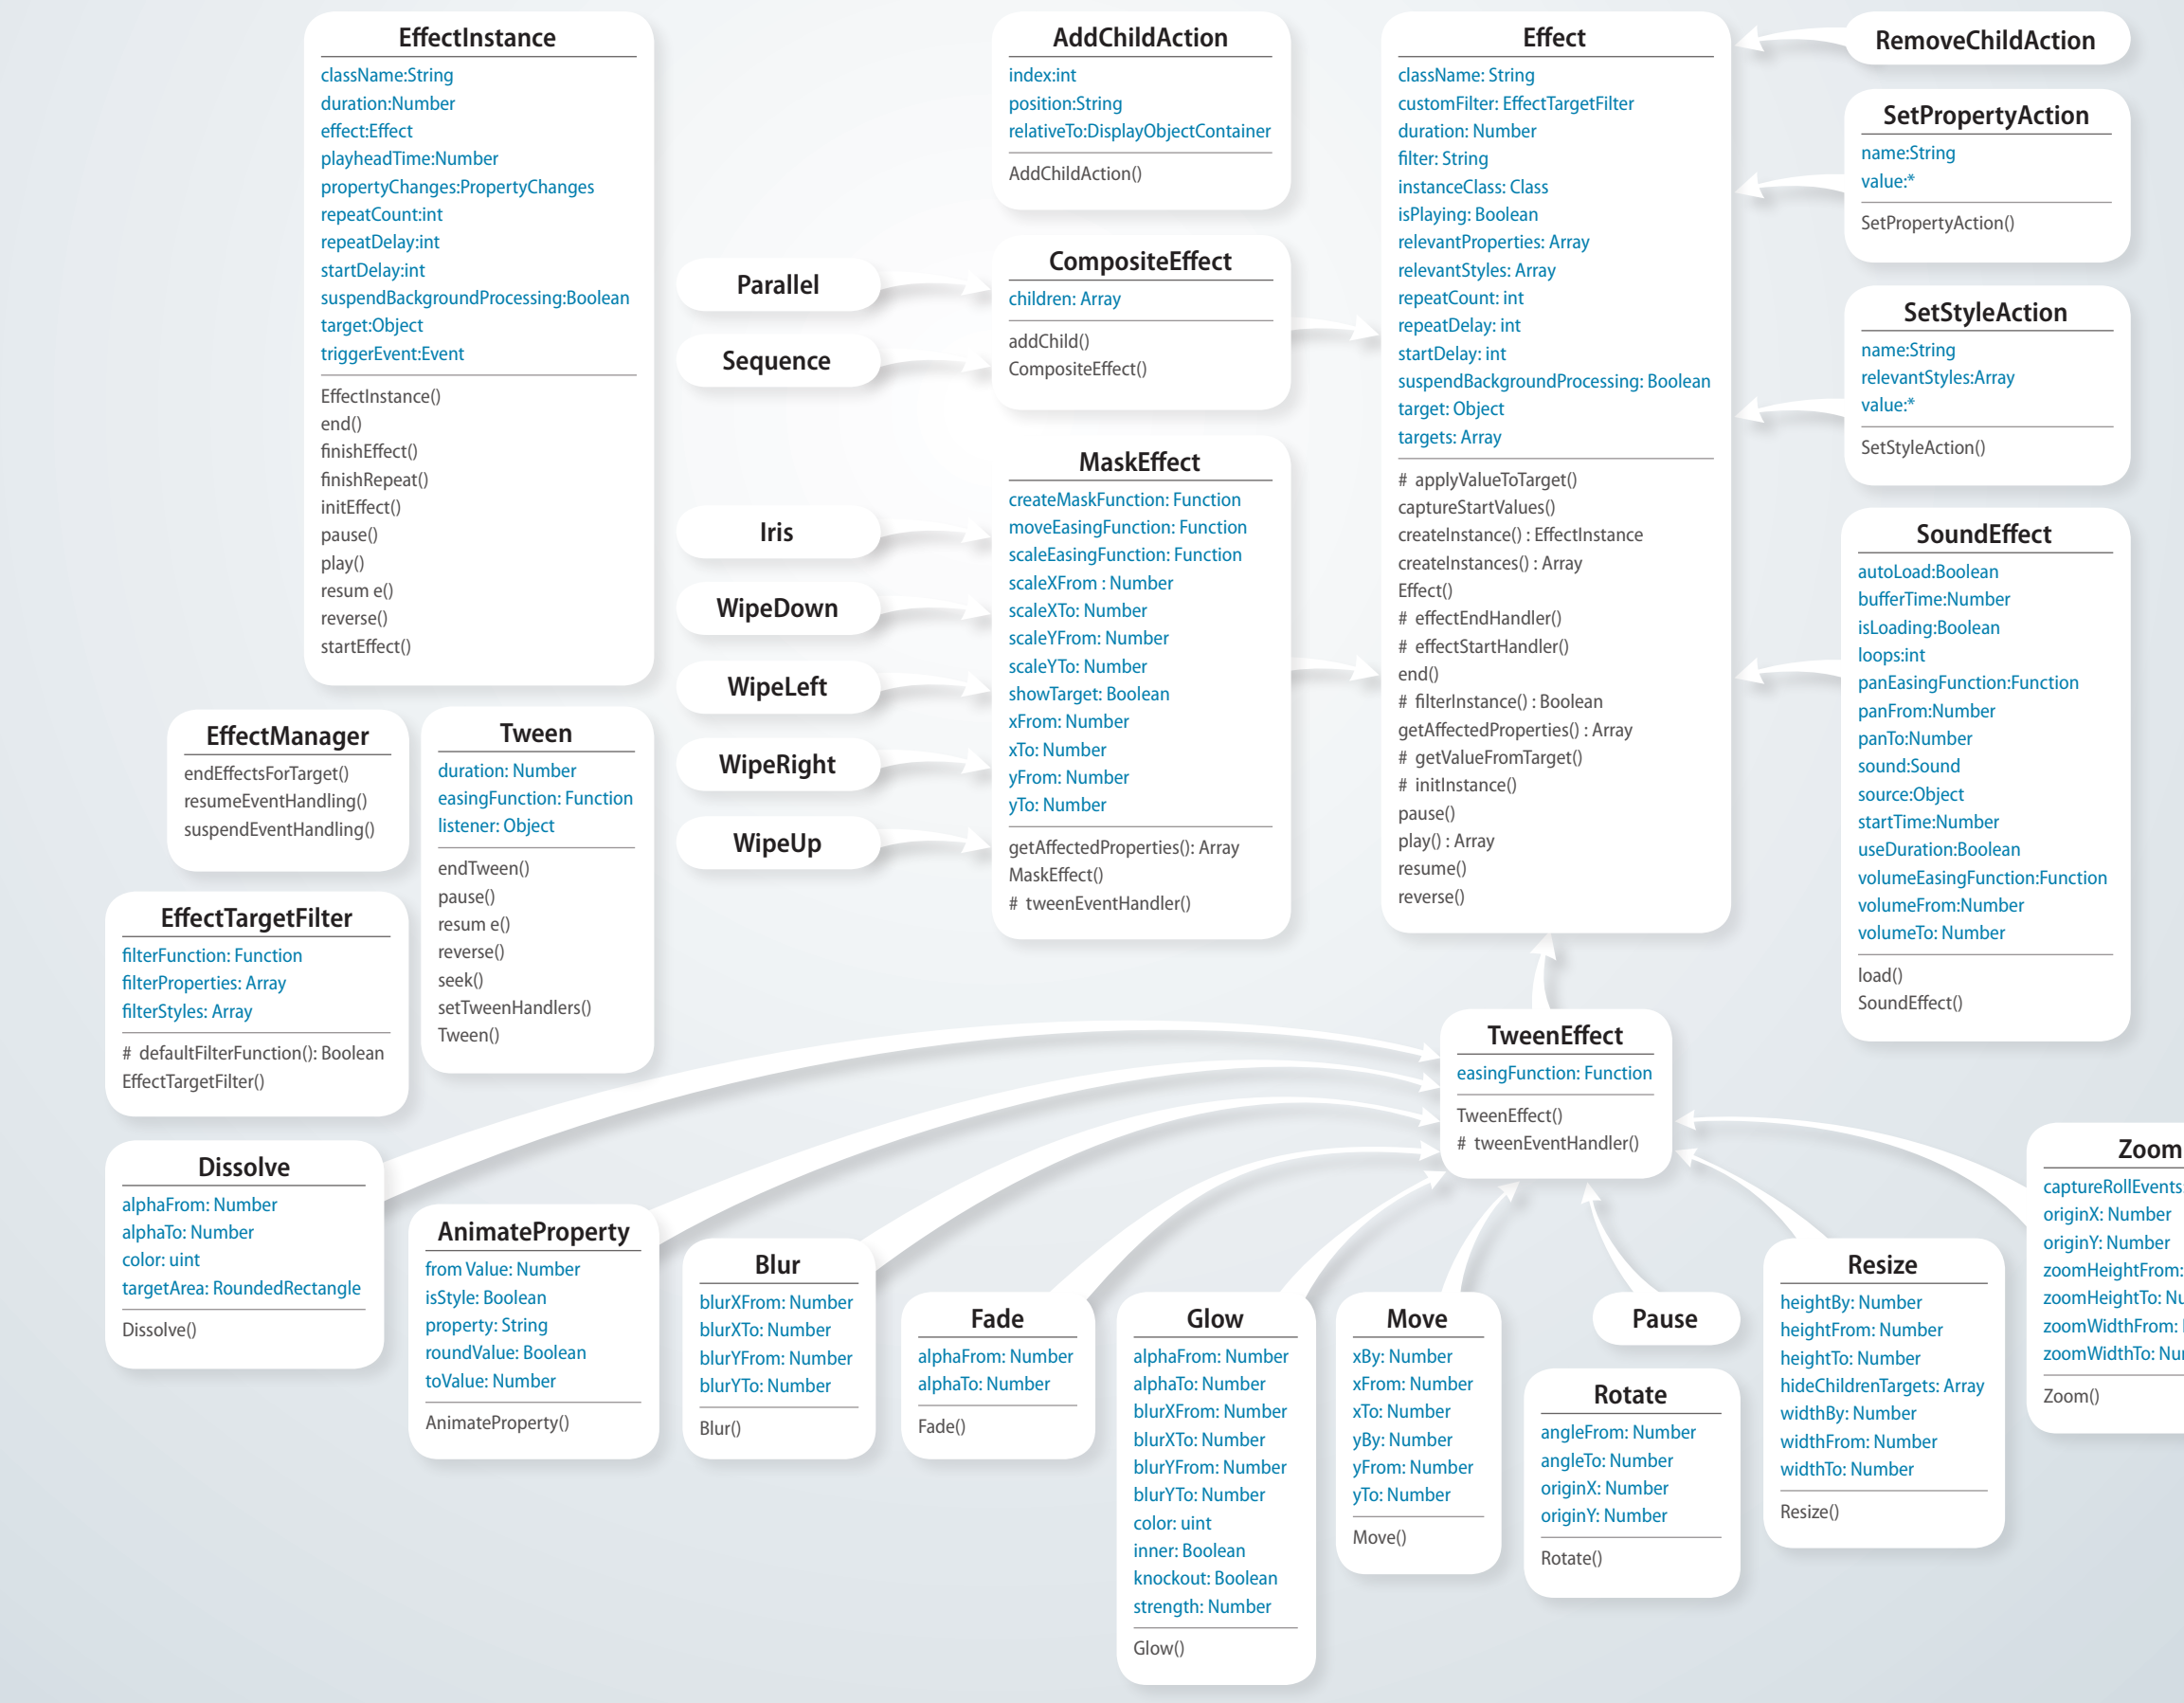 EffectInstance
className:String
duration:Number
effect:Effect
playheadTime:Number
propertyChanges:PropertyChanges
repeatCount:int
repeatDelay:int
startDelay:int
suspendBackgroundProcessing:Boolean
target:Object
triggerEvent:Event
EffectInstance()
end()
finishEffect()
finishRepeat()
initEffect()
pause()
play()
resum e()
reverse()
startEffect()
AddChildAction
index:int
position:String
relativeTo:DisplayObjectContainer
AddChildAction()
Parallel
Sequence
CompositeEffect
children: Array
addChild()
CompositeEffect()
Iris
WipeDown
WipeLeft
WipeRight
WipeUp
MaskEffect
createMaskFunction: Function
moveEasingFunction: Function
scaleEasingFunction: Function
scaleXFrom : Number
scaleXTo: Number
scaleYFrom: Number
scaleYTo: Number
showTarget: Boolean
xFrom: Number
xTo: Number
yFrom: Number
yTo: Number
getAffectedProperties(): Array
MaskEffect()
# tweenEventHandler()
Effect
className: String
customFilter: EffectTargetFilter
duration: Number
filter: String
instanceClass: Class
isPlaying: Boolean
relevantProperties: Array
relevantStyles: Array
repeatCount: int
repeatDelay: int
startDelay: int
suspendBackgroundProcessing: Boolean
target: Object
targets: Array
# applyValueToTarget()
captureStartValues()
createInstance() : EffectInstance
createInstances() : Array
Effect()
# effectEndHandler()
# effectStartHandler()
end()
# filterInstance() : Boolean
getAffectedProperties() : Array
# getValueFromTarget()
# initInstance()
pause()
play() : Array
resume()
reverse()
RemoveChildAction
SetPropertyAction
name:String
value:*
SetPropertyAction()
SetStyleAction
name:String
relevantStyles:Array
value:*
SetStyleAction()
SoundEffect
autoLoad:Boolean
bufferTime:Number
isLoading:Boolean
loops:int
panEasingFunction:Function
panFrom:Number
panTo:Number
sound:Sound
source:Object
startTime:Number
useDuration:Boolean
volumeEasingFunction:Function
volumeFrom:Number
volumeTo: Number
load()
SoundEffect()
EffectManager
endEffectsForTarget()
resumeEventHandling()
suspendEventHandling()
Tween
duration: Number
easingFunction: Function
listener: Object
endTween()
pause()
resum e()
reverse()
seek()
setTweenHandlers()
Tween()
EffectTargetFilter
filterFunction: Function
filterProperties: Array
filterStyles: Array
# defaultFilterFunction(): Boolean
EffectTargetFilter()
TweenEffect
easingFunction: Function
TweenEffect()
# tweenEventHandler()
Dissolve
alphaFrom: Number
alphaTo: Number
color: uint
targetArea: RoundedRectangle
Dissolve()
AnimateProperty
from Value: Number
isStyle: Boolean
property: String
roundValue: Boolean
toValue: Number
AnimateProperty()
Blur
blurXFrom: Number
blurXTo: Number
blurYFrom: Number
blurYTo: Number
Blur()
Fade
alphaFrom: Number
alphaTo: Number
Fade()
Glow
alphaFrom: Number
alphaTo: Number
blurXFrom: Number
blurXTo: Number
blurYFrom: Number
blurYTo: Number
color: uint
inner: Boolean
knockout: Boolean
strength: Number
Glow()
Move
xBy: Number
xFrom: Number
xTo: Number
yBy: Number
yFrom: Number
yTo: Number
Move()
Pause
Rotate
angleFrom: Number
angleTo: Number
originX: Number
originY: Number
Rotate()
Resize
heightBy: Number
heightFrom: Number
heightTo: Number
hideChildrenTargets: Array
widthBy: Number
widthFrom: Number
widthTo: Number
Resize()
Zoom
captureRollEvents
originX: Number
originY: Number
zoomHeightFrom:
zoomHeightTo:
zoomWidthFrom:
zoomWidthTo:
Zoom()